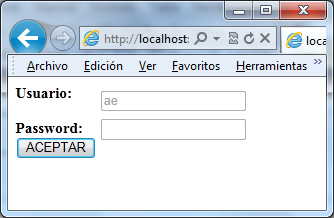 http://localhost:
loca
Archivo Edición Ver Favoritos Herramientas »
Usuario:
ae
Password:
ACEPTAR